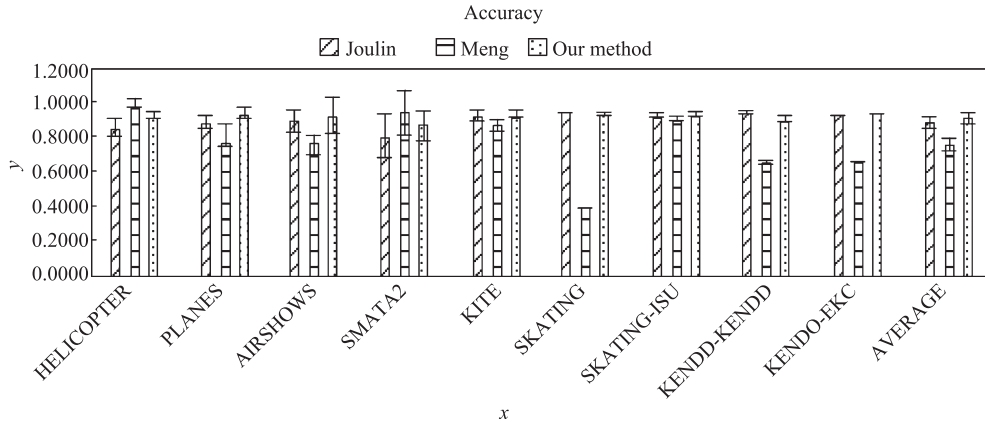 Accuracy
Joulin Meng Our method
1.2000
1.0000
0.8000
0.6000
0.4000
0.2000
0.0000
y
HELICOPTER PLANES AIRSHOWS SMATA2 KITE SKATING SKATING-ISU KENDD-KENDD KENDO-EKC AVERAGE
x